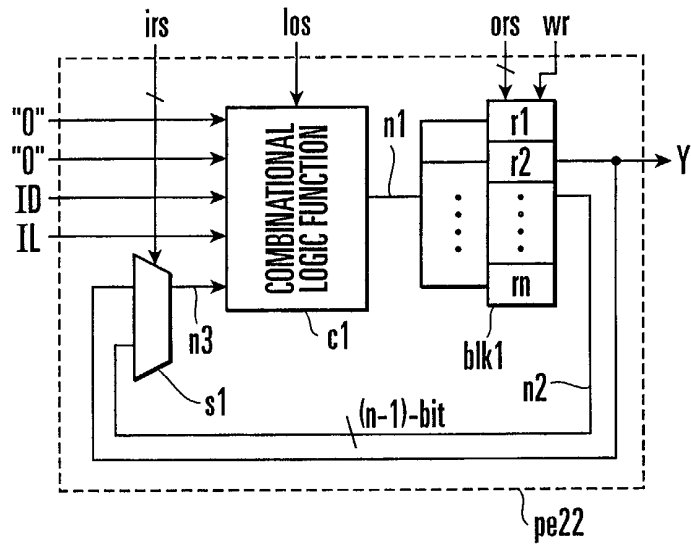 irs
los
ors
wr
"0"
"0"
ID
IL
COMBINATIONAL
LOGIC FUNCTION
n1
r1
r2
rn
Y
n3
c1
blk1
s1
n2
(n-1)-bit
pe22